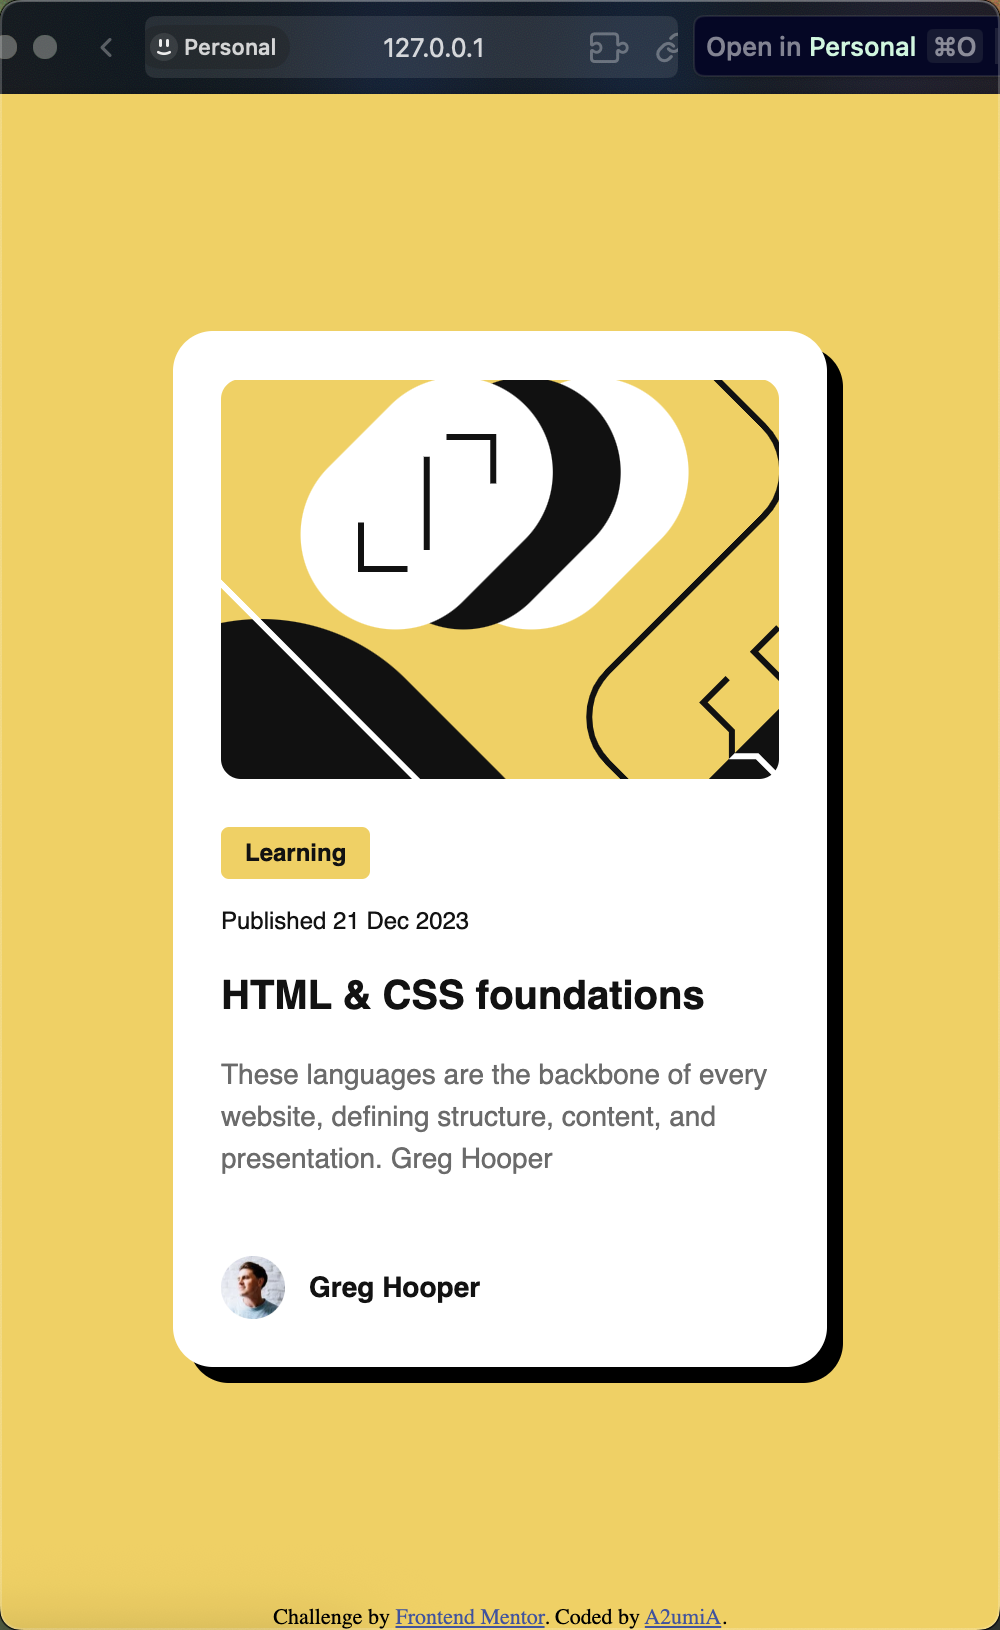 Personal
127.0.0.1
Open in Personal ⌘O
Learning
Published 21 Dec 2023
HTML & CSS foundations
These languages are the backbone of every
website, defining structure, content, and
presentation. Greg Hooper
Greg Hooper
Challenge by Frontend Mentor. Coded by A2umiA.